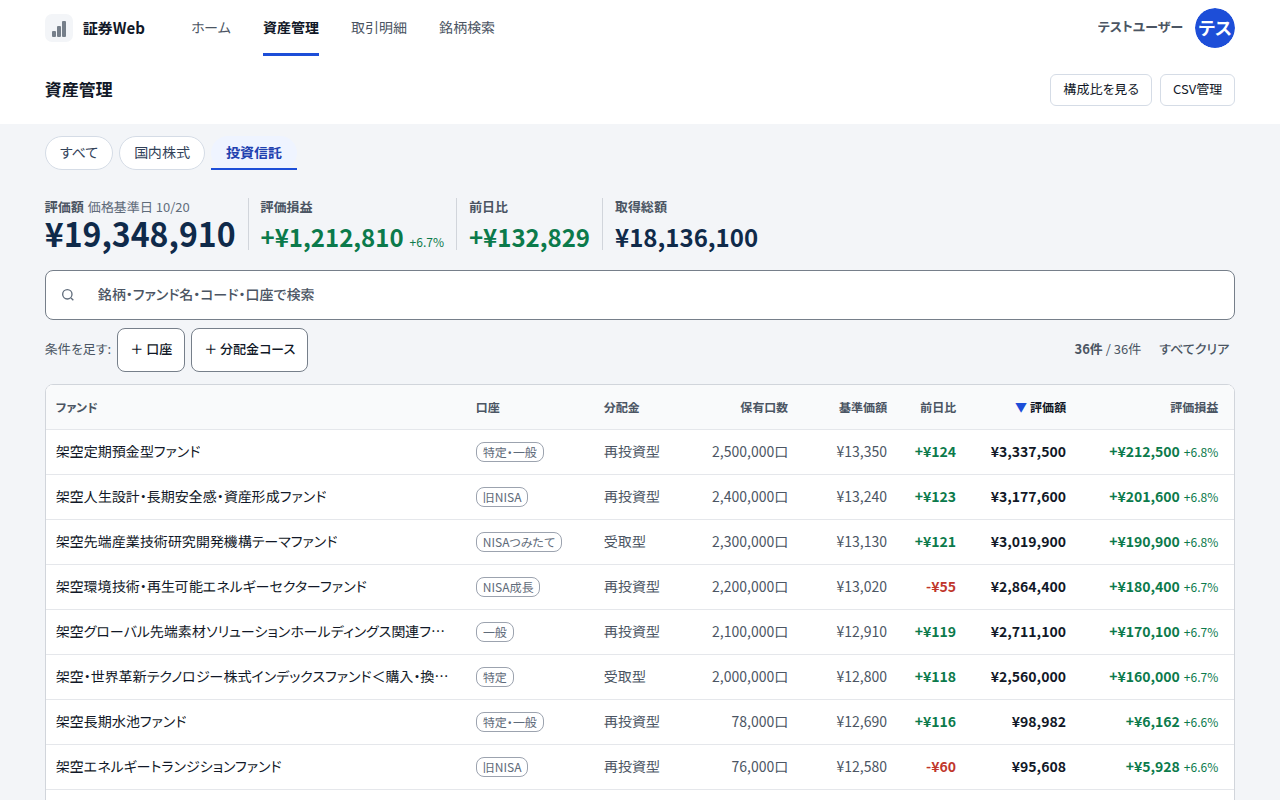 証券Web ホーム 資産管理 取引明細 銘柄検索 テストユーザー テス
資産管理 構成比を見る CSV管理
すべて 国内株式 投資信託
評価額 価格基準日 10/20 評価損益 前日比 取得総額
¥19,348,910 +¥1,212,810 +6.7% +¥132,829 ¥18,136,100
銘柄・ファンド名・コード・口座で検索
条件を足す: ＋ 口座 ＋ 分配金コース 36件 / 36件 すべてクリア
ファンド 口座 分配金 保有口数 基準価額 前日比 ▼ 評価額 評価損益
架空定期預金型ファンド 特定・一般 再投資型 2,500,000口 ¥13,350 +¥124 ¥3,337,500 +¥212,500 +6.8%
架空人生設計・長期安全感・資産形成ファンド 旧NISA 再投資型 2,400,000口 ¥13,240 +¥123 ¥3,177,600 +¥201,600 +6.8%
架空先端産業技術研究開発機構テーマファンド NISAつみたて 受取型 2,300,000口 ¥13,130 +¥121 ¥3,019,900 +¥190,900 +6.8%
架空環境技術・再生可能エネルギーセクターファンド NISA成長 再投資型 2,200,000口 ¥13,020 -¥55 ¥2,864,400 +¥180,400 +6.7%
架空グローバル先端素材ソリューションホールディングス関連フ… 一般 再投資型 2,100,000口 ¥12,910 +¥119 ¥2,711,100 +¥170,100 +6.7%
架空・世界革新テクノロジー株式インデックスファンド＜購入・換… 特定 受取型 2,000,000口 ¥12,800 +¥118 ¥2,560,000 +¥160,000 +6.7%
架空長期水池ファンド 特定・一般 再投資型 78,000口 ¥12,690 +¥116 ¥98,982 +¥6,162 +6.6%
架空エネルギートランジションファンド 旧NISA 再投資型 76,000口 ¥12,580 -¥60 ¥95,608 +¥5,928 +6.6%